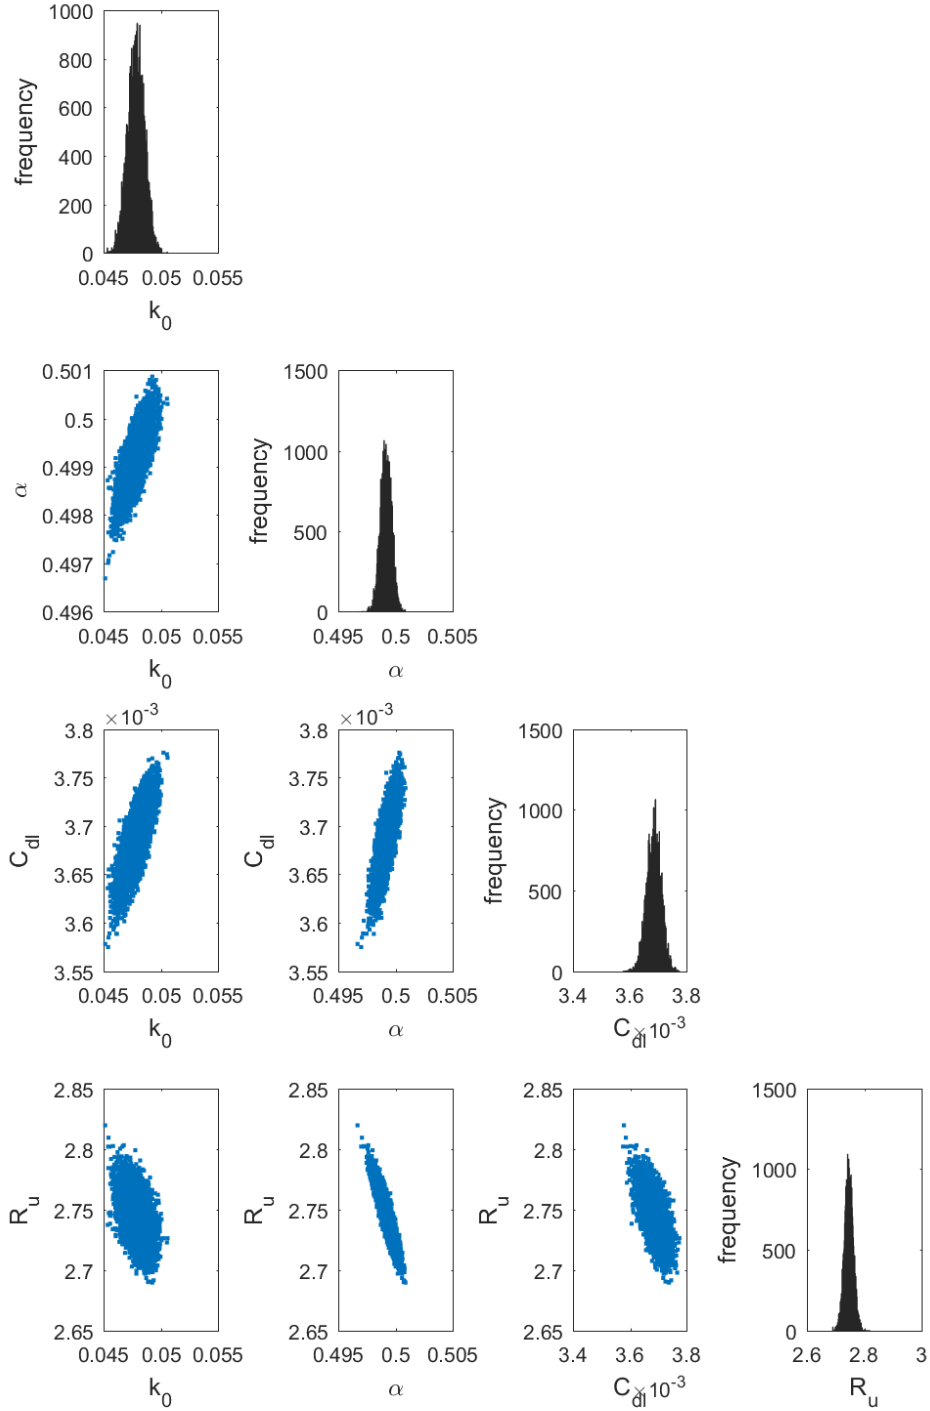 1000
800
600
400
200
0
frequency
0.045 0.05 0.055
k0
0.501
0.5
0.499
0.498
0.497
0.496
α
0.045 0.05 0.055
k0
1500
1000
500
0
frequency
0.495 0.5 0.505
α
×10-3
3.8
3.75
3.7
3.65
3.6
3.55
Cdl
0.045 0.05 0.055
k0
×10-3
3.8
3.75
3.7
3.65
3.6
3.55
Cdl
0.495 0.5 0.505
α
1500
1000
500
0
frequency
3.4 3.6 3.8
Cdl ×10-3
2.85
2.8
2.75
2.7
2.65
Ru
0.045 0.05 0.055
k0
2.85
2.8
2.75
2.7
2.65
Ru
0.495 0.5 0.505
α
2.85
2.8
2.75
2.7
2.65
Ru
3.4 3.6 3.8
Cdl ×10-3
1500
1000
500
0
frequency
2.6 2.8 3
Ru